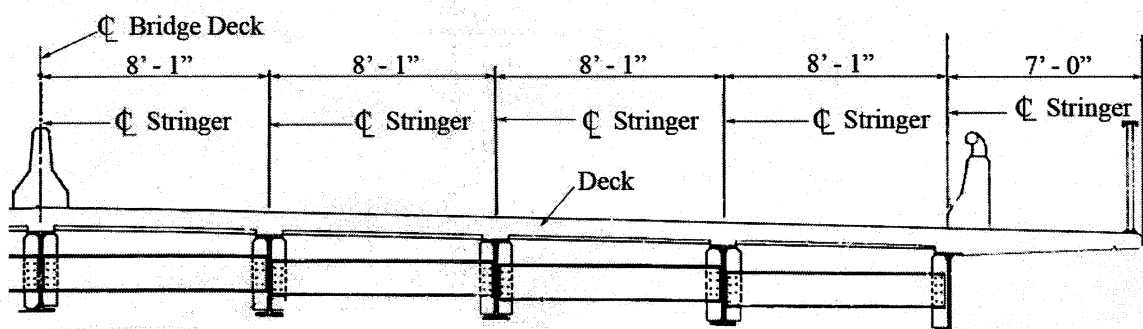 ℄ Bridge Deck
8’ - 1” 8’ - 1” 8’ - 1” 8’ - 1” 7’ - 0”
℄ Stringer ℄ Stringer ℄ Stringer ℄ Stringer ℄ Stringer
Deck